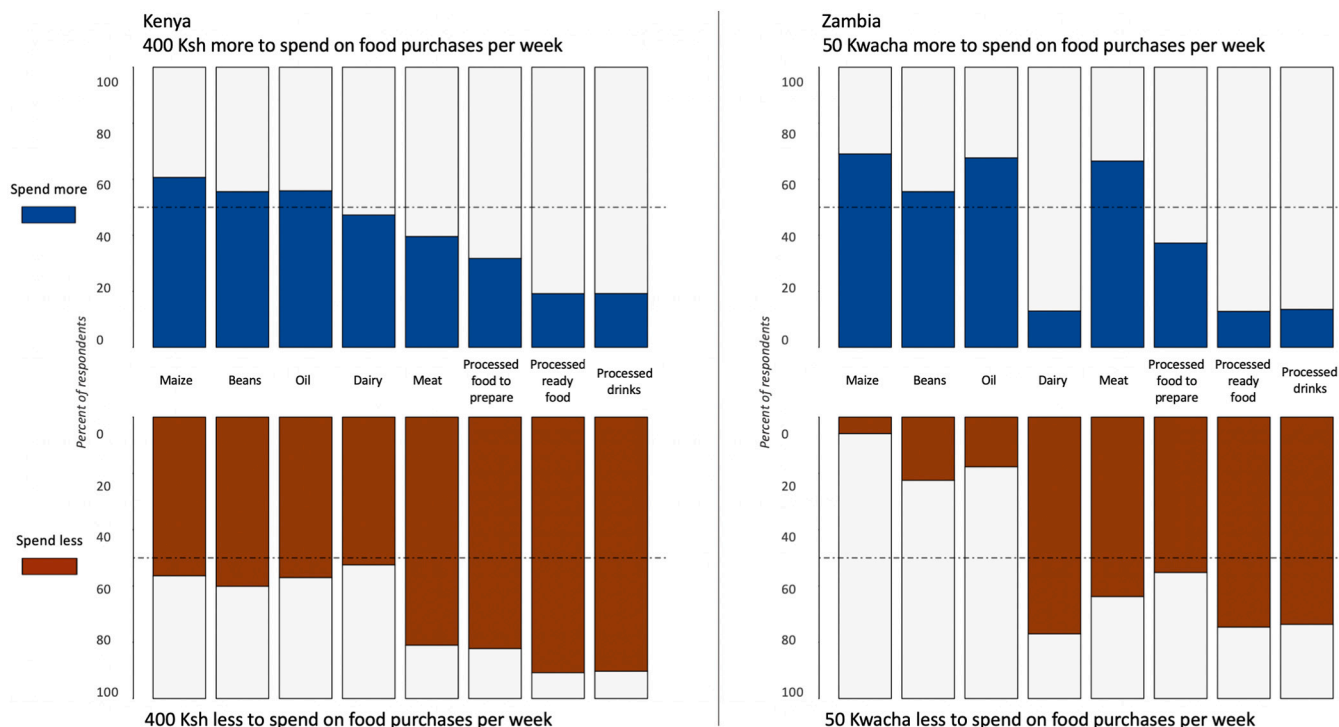 Kenya
400 Ksh more to spend on food purchases per week
100
80
60
40
20
0
Spend more
Percent of respondents
Maize
Beans
Oil
Dairy
Meat
Processed
food to
prepare
Processed
ready
food
Processed
drinks
0
20
40
60
80
100
Spend less
400 Ksh less to spend on food purchases per week
Zambia
50 Kwacha more to spend on food purchases per week
100
80
60
40
20
0
Percent of respondents
Maize
Beans
Oil
Dairy
Meat
Processed
food to
prepare
Processed
ready
food
Processed
drinks
0
20
40
60
80
100
50 Kwacha less to spend on food purchases per week